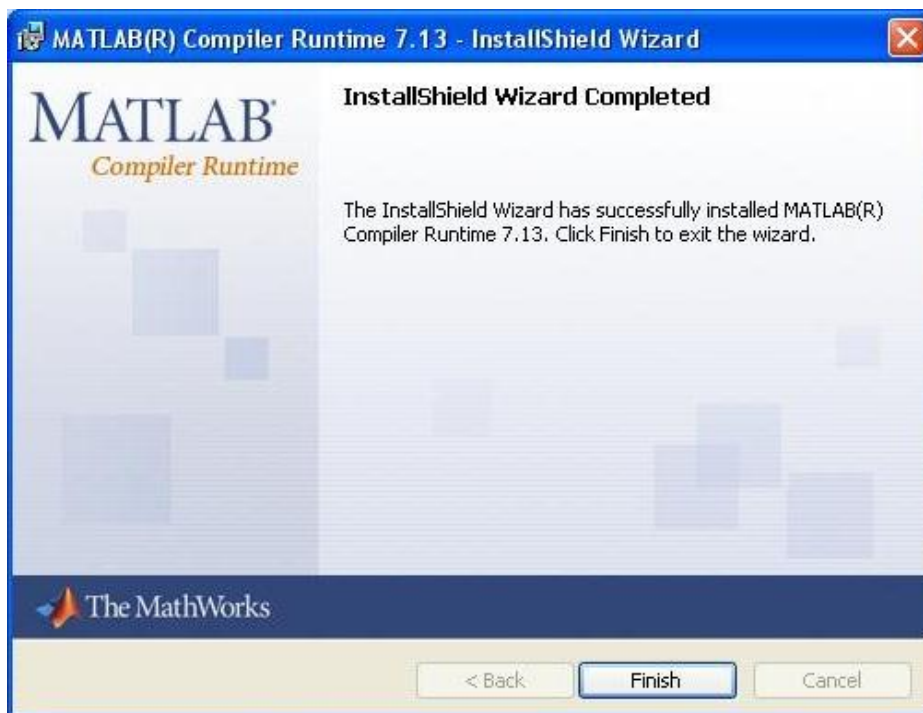 MATLAB(R) Compiler Runtime 7.13 - InstallShield Wizard
MATLAB®
Compiler Runtime
InstallShield Wizard Completed
The InstallShield Wizard has successfully installed MATLAB(R)
Compiler Runtime 7.13. Click Finish to exit the wizard.
The MathWorks
< Back
Finish
Cancel